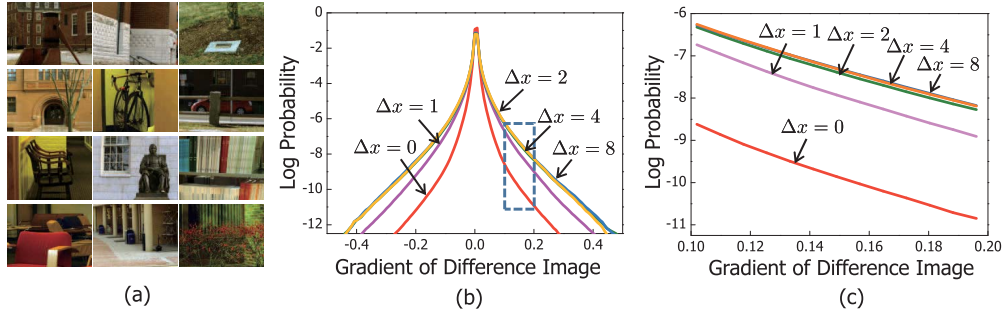 (a)
Log Probability
0
-2
-4
-6
-8
-10
-12
-0.4 -0.2 0.0 0.2 0.4
Gradient of Difference Image
Δx = 2
Δx = 1
Δx = 4
Δx = 0
Δx = 8
(b)
Log Probability
-6
-7
-8
-9
-10
-11
0.10 0.12 0.14 0.16 0.18 0.20
Gradient of Difference Image
Δx = 1
Δx = 2
Δx = 4
Δx = 8
Δx = 0
(c)